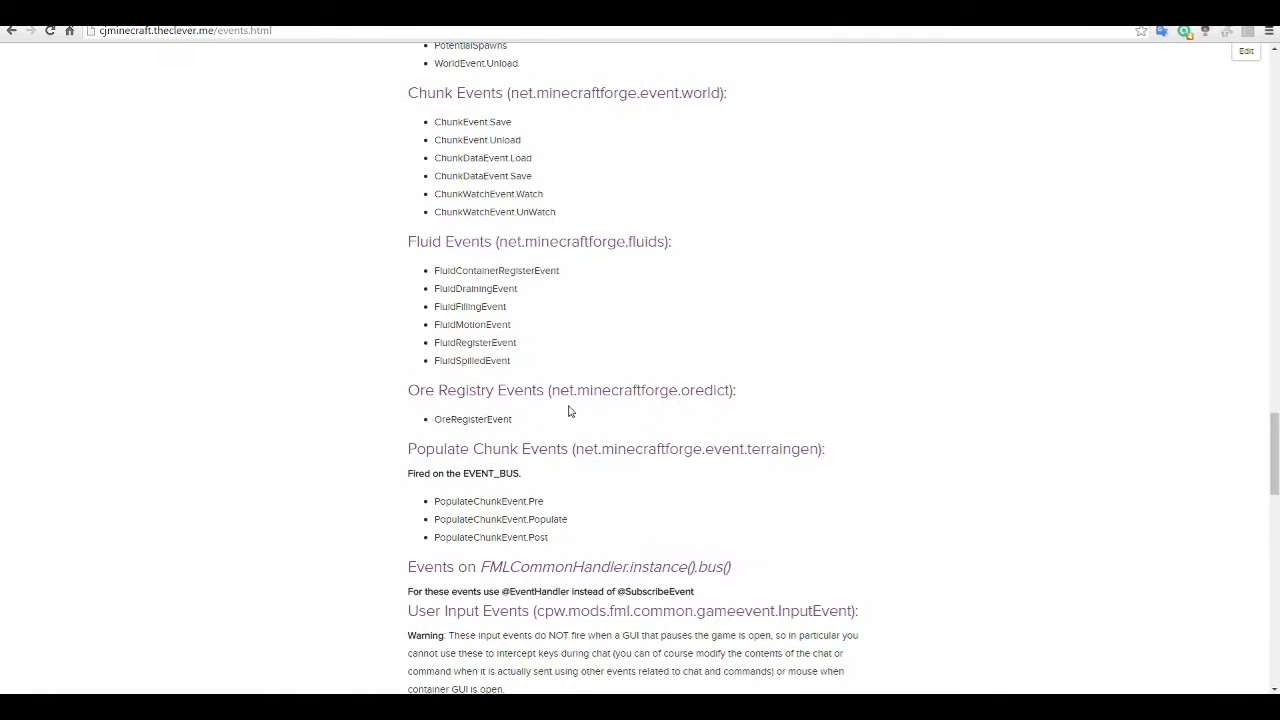 cjminecraft.theclever.me/events.html
Edit
PotentialSpawns
WorldEvent.Unload
Chunk Events (net.minecraftforge.event.world):
ChunkEvent.Save
ChunkEvent.Unload
ChunkDataEvent.Load
ChunkDataEvent.Save
ChunkWatchEvent.Watch
ChunkWatchEvent.UnWatch
Fluid Events (net.minecraftforge.fluids):
FluidContainerRegisterEvent
FluidDrainingEvent
FluidFillingEvent
FluidMotionEvent
FluidRegisterEvent
FluidSpilledEvent
Ore Registry Events (net.minecraftforge.oredict):
OreRegisterEvent
Populate Chunk Events (net.minecraftforge.event.terraingen):
Fired on the EVENT_BUS.
PopulateChunkEvent.Pre
PopulateChunkEvent.Populate
PopulateChunkEvent.Post
Events on FMLCommonHandler.instance().bus()
For these events use @EventHandler instead of @SubscribeEvent
User Input Events (cpw.mods.fml.common.gameevent.InputEvent):
Warning: These input events do NOT fire when a GUI that pauses the game is open, so in particular you
cannot use these to intercept keys during chat (you can of course modify the contents of the chat or
command when it is actually sent using other events related to chat and commands) or mouse when
container GUI is open.